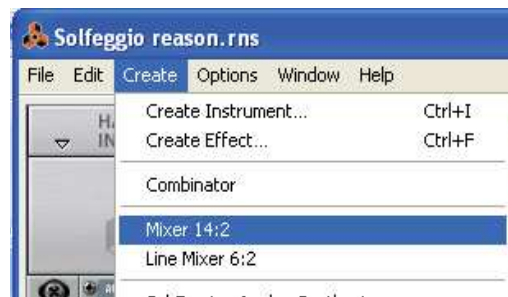 Solfeggio reason.rns
File Edit Create Options Window Help
Create Instrument... Ctrl+I
Create Effect... Ctrl+F
Combinator
Mixer 14:2
Line Mixer 6:2